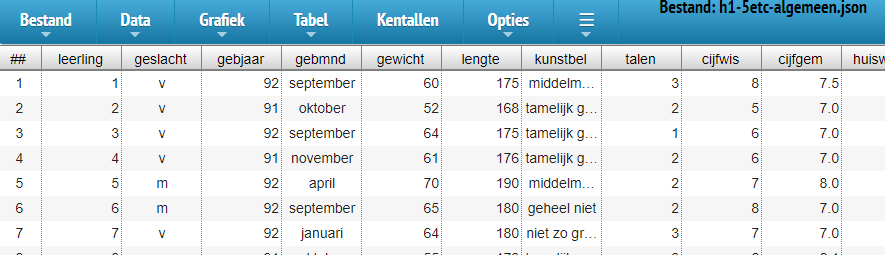 Bestand: h1-5etc-algemeen.json
Bestand Data Grafiek Tabel Kentallen Opties
## leerling geslacht gebjaar gebmnd gewicht lengte kunstbel talen cijfwis cijfgem huisw
1 1 v 92 september 60 175 middelm... 3 8 7.5
2 2 v 91 oktober 52 168 tamelijk g... 2 5 7.0
3 3 v 92 september 64 175 tamelijk g... 1 6 7.0
4 4 v 91 november 61 176 tamelijk g... 2 6 7.0
5 5 m 92 april 70 190 middelm... 2 7 8.0
6 6 m 92 september 65 180 geheel niet 2 8 7.0
7 7 v 92 januari 64 180 niet zo gr... 3 7 7.0